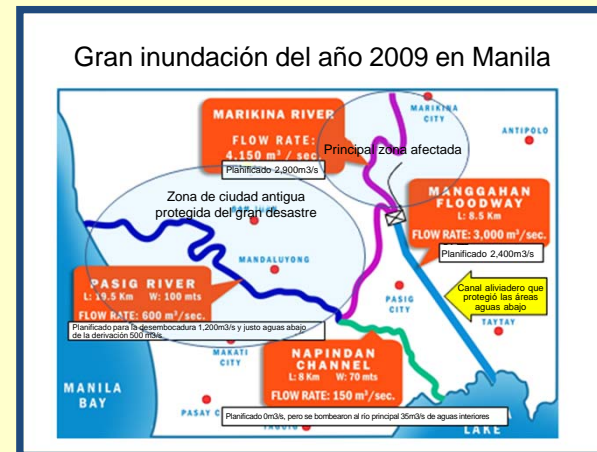 Gran inundación del año 2009 en Manila
MARIKINA RIVER
FLOW RATE:
4.150 m³ / sec.
Planificado 2,900m3/s
MARIKINA
CITY
ANTIPOLO
Principal zona afectada
Zona de ciudad antigua
protegida del gran desastre
MANDALUYONG
MANGGAHAN
FLOODWAY
L: 8.5 Km
FLOW RATE: 3,000 m³/sec.
Planificado 2,400m3/s
PASIG RIVER
L: 19.5 Km W: 100 mts
FLOW RATE: 600 m³/sec.
Planificado para la desembocadura 1,200m3/s y justo aguas abajo
de la derivación 500 m3/s
PASIG
CITY
Canal aliviadero que
protegió las áreas
aguas abajo
TAYTAY
MAKATI
CITY
NAPINDAN
CHANNEL
L: 8 Km W: 70 mts
FLOW RATE: 150 m³/sec.
MANILA
BAY
PASAY
Planificado 0m3/s, pero se bombearon al río principal 35m3/s de aguas interiores
LAKE